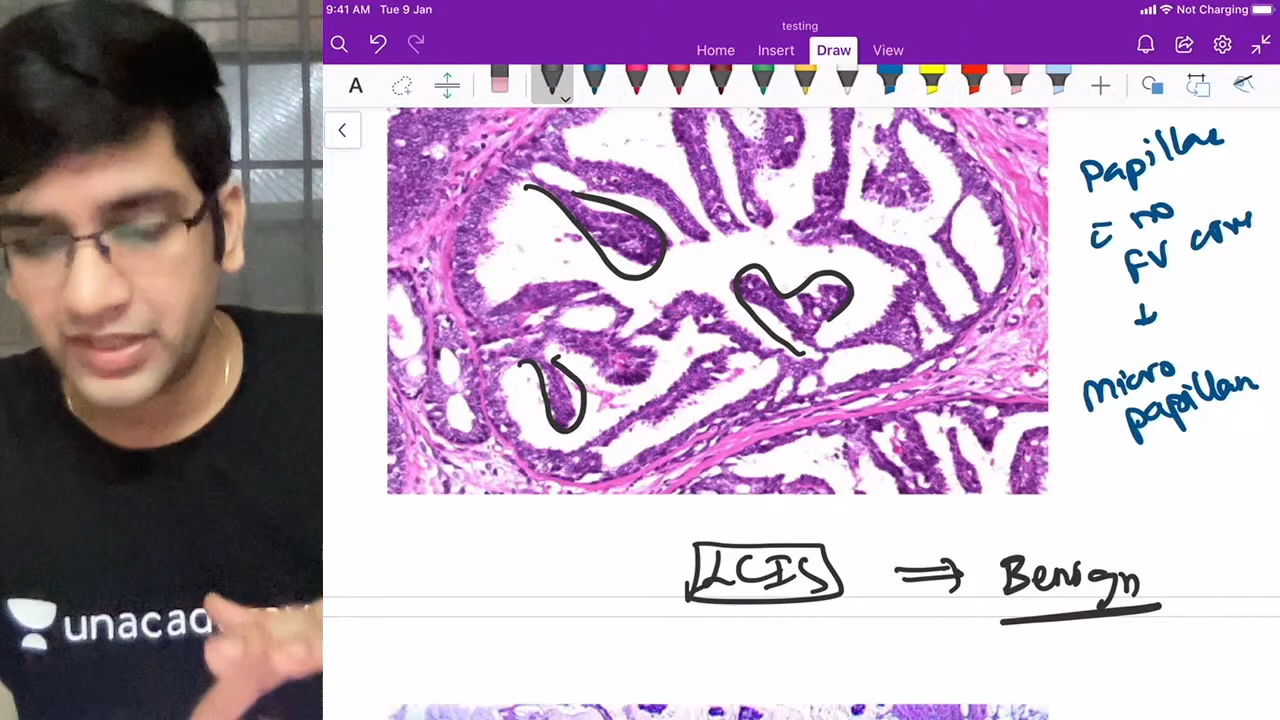 9:41 AM Tue 9 Jan
Not Charging
testing
Home Insert Draw View
A
Papillae
c̄ no
FV core
↓
micro
papillary
LCIS ⇒ Benign
unacad